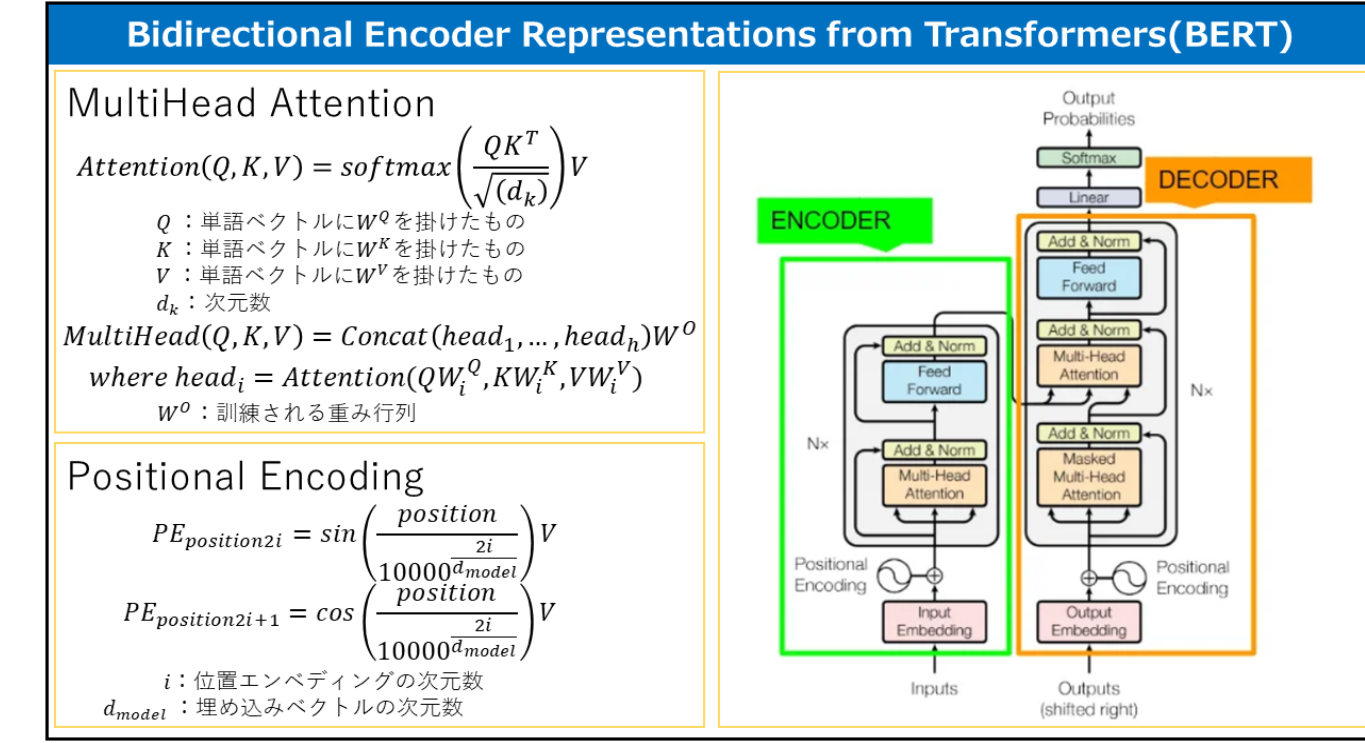 Bidirectional Encoder Representations from Transformers(BERT)
MultiHead Attention
Attention(Q, K, V) = softmax(QK^T / √(d_k))V
Q ：単語ベクトルにW^Qを掛けたもの
K ：単語ベクトルにW^Kを掛けたもの
V ：単語ベクトルにW^Vを掛けたもの
d_k：次元数
MultiHead(Q, K, V) = Concat(head_1, ... , head_h)W^O
where head_i = Attention(QW_i^Q, KW_i^K, VW_i^V)
W^O：訓練される重み行列
Positional Encoding
PE_position2i = sin(position / 10000^(2i/d_model))V
PE_position2i+1 = cos(position / 10000^(2i/d_model))V
i：位置エンベディングの次元数
d_model：埋め込みベクトルの次元数
Output
Probabilities
Softmax
Linear
DECODER
ENCODER
Add & Norm
Feed
Forward
Add & Norm
Multi-Head
Attention
N×
Add & Norm
Masked
Multi-Head
Attention
Positional
Encoding
Output
Embedding
Outputs
(shifted right)
Add & Norm
Feed
Forward
N×
Add & Norm
Multi-Head
Attention
Positional
Encoding
Input
Embedding
Inputs